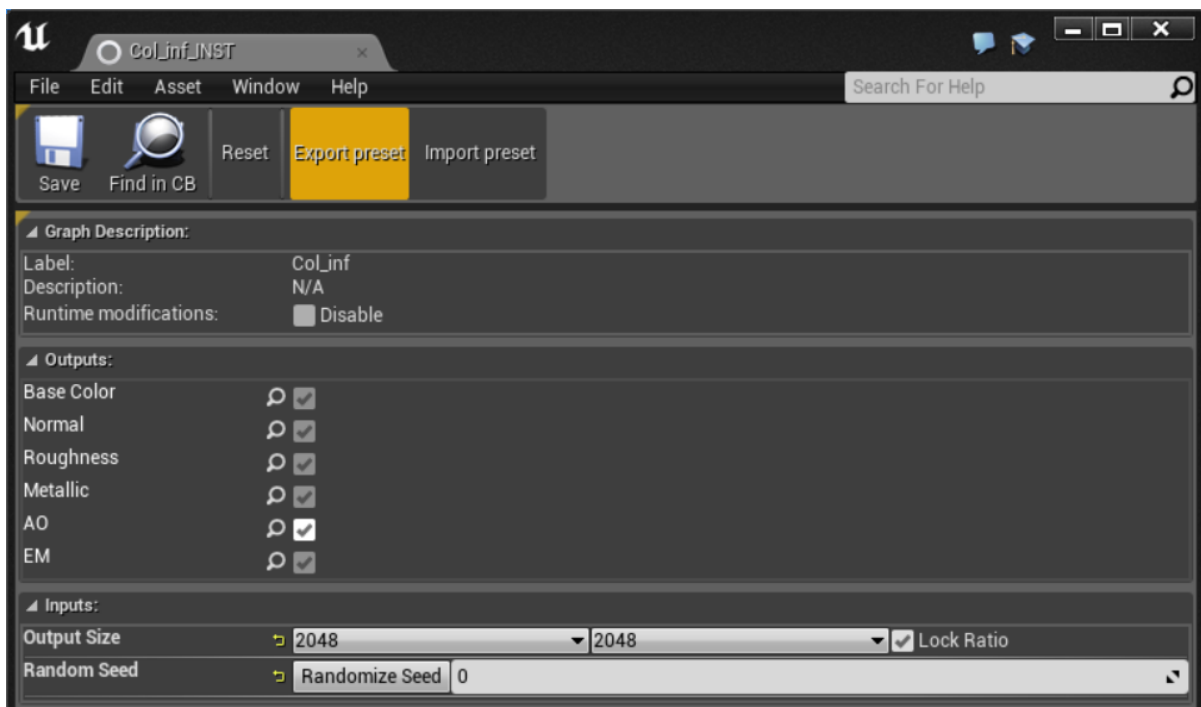 Col_inf_INST
File Edit Asset Window Help Search For Help
Save Find in CB Reset Export preset Import preset
Graph Description:
Label: Col_inf
Description: N/A
Runtime modifications: Disable
Outputs:
Base Color
Normal
Roughness
Metallic
AO
EM
Inputs:
Output Size 2048 2048 Lock Ratio
Random Seed Randomize Seed 0